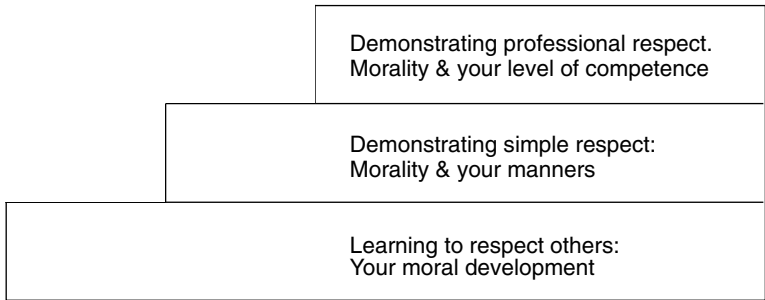 Demonstrating professional respect.
Morality & your level of competence
Demonstrating simple respect:
Morality & your manners
Learning to respect others:
Your moral development